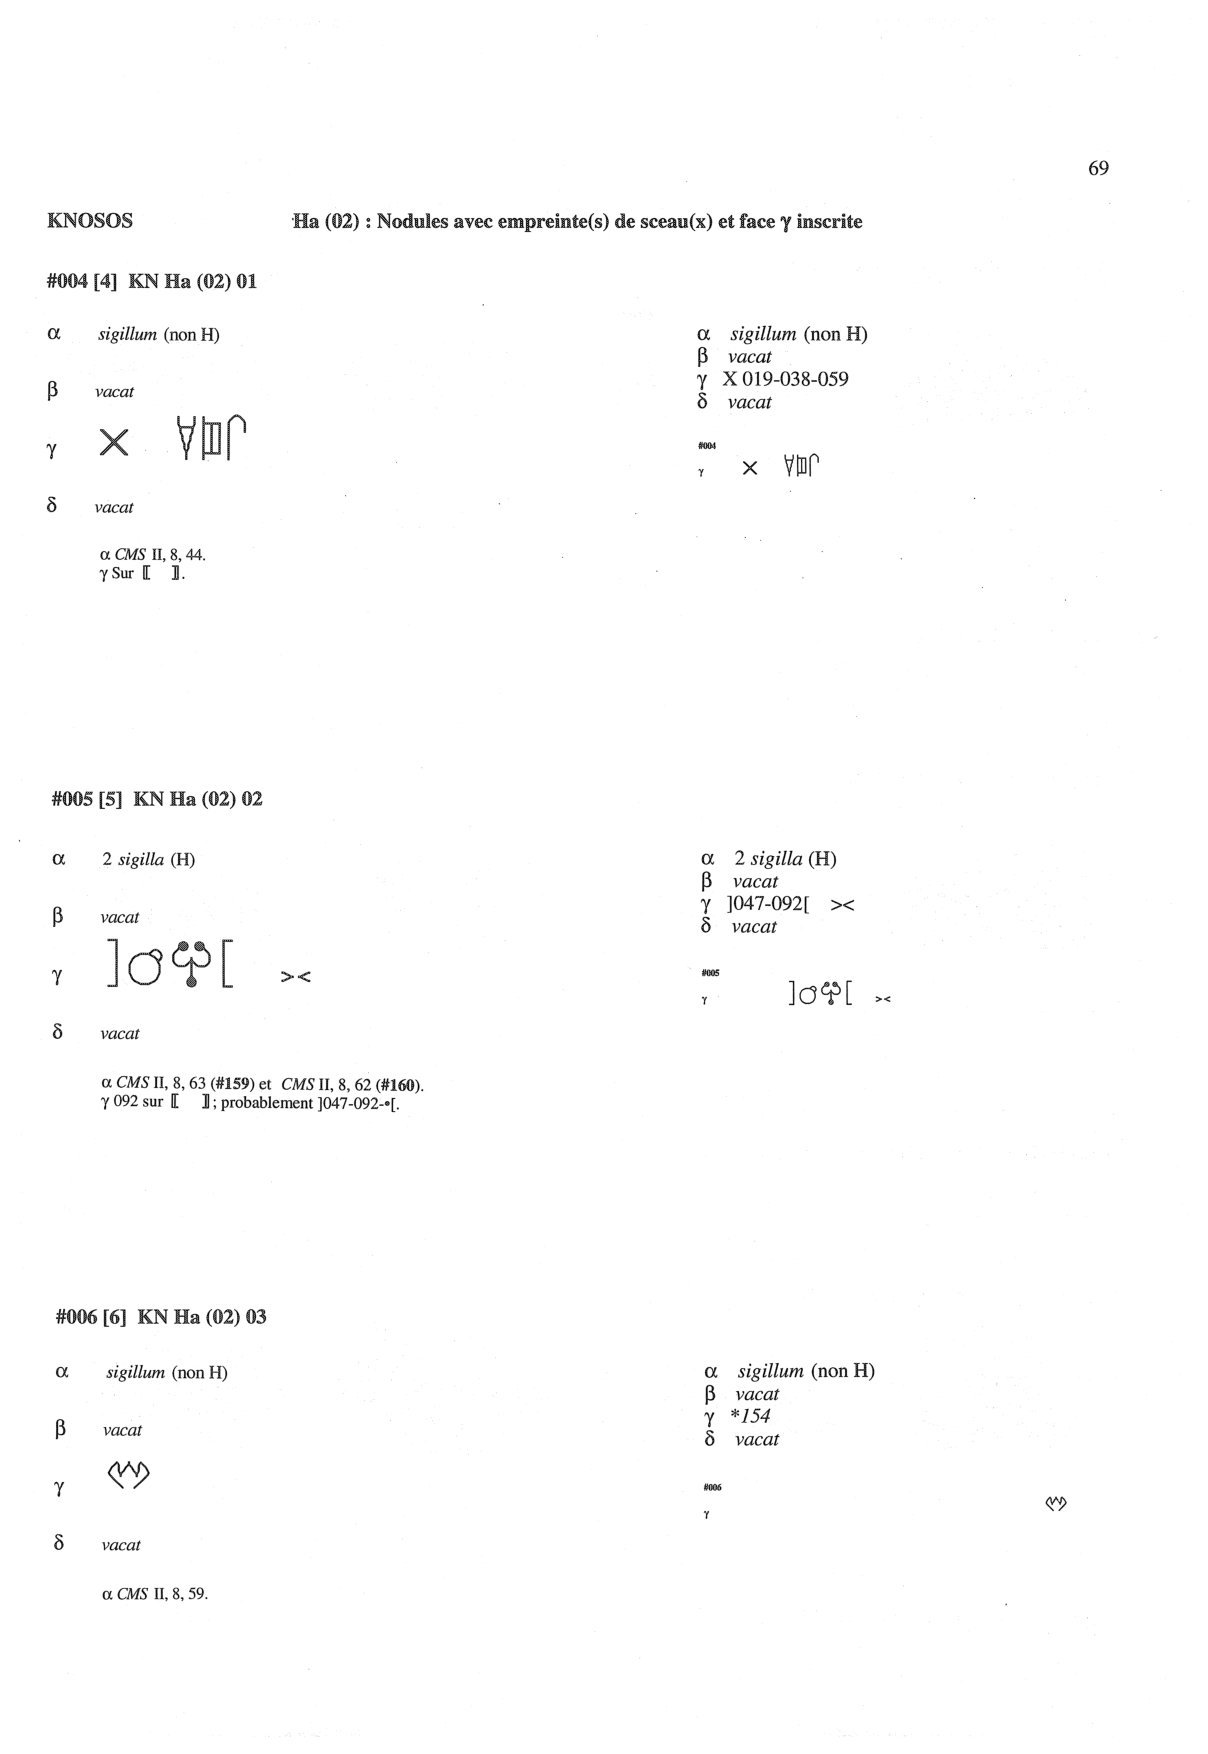 69
KNOSOS Ha (02) : Nodules avec empreinte(s) de sceau(x) et face γ inscrite
#004 [4] KN Ha (02) 01
α sigillum (non H)
β vacat
γ
δ vacat
α CMS II, 8, 44.
γ Sur ⟦ ⟧.
α sigillum (non H)
β vacat
γ X 019-038-059
δ vacat
#004
γ
#005 [5] KN Ha (02) 02
α 2 sigilla (H)
β vacat
γ ] [ ><
δ vacat
α CMS II, 8, 63 (#159) et CMS II, 8, 62 (#160).
γ 092 sur ⟦ ⟧ ; probablement ]047-092-•[.
α 2 sigilla (H)
β vacat
γ ]047-092[ ><
δ vacat
#005
γ ] [ ><
#006 [6] KN Ha (02) 03
α sigillum (non H)
β vacat
γ
δ vacat
α CMS II, 8, 59.
α sigillum (non H)
β vacat
γ *154
δ vacat
#006
γ